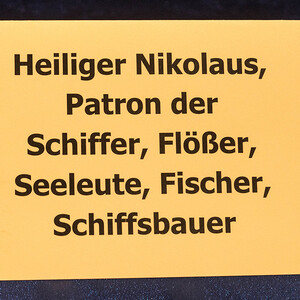 Heiliger Nikolaus,
Patron der
Schiffer, Flößer,
Seeleute, Fischer,
Schiffsbauer